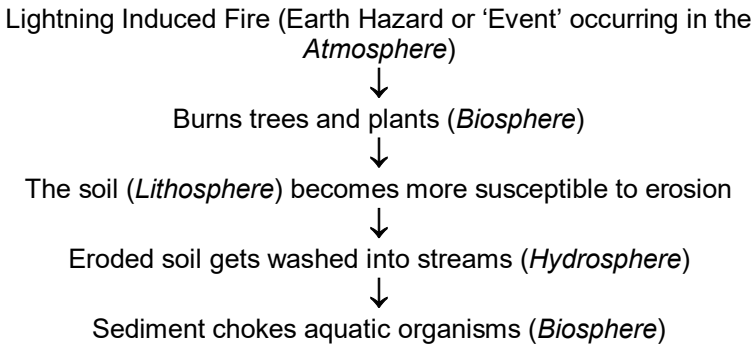 Lightning Induced Fire (Earth Hazard or ‘Event’ occurring in the
Atmosphere)
↓
Burns trees and plants (Biosphere)
↓
The soil (Lithosphere) becomes more susceptible to erosion
↓
Eroded soil gets washed into streams (Hydrosphere)
↓
Sediment chokes aquatic organisms (Biosphere)